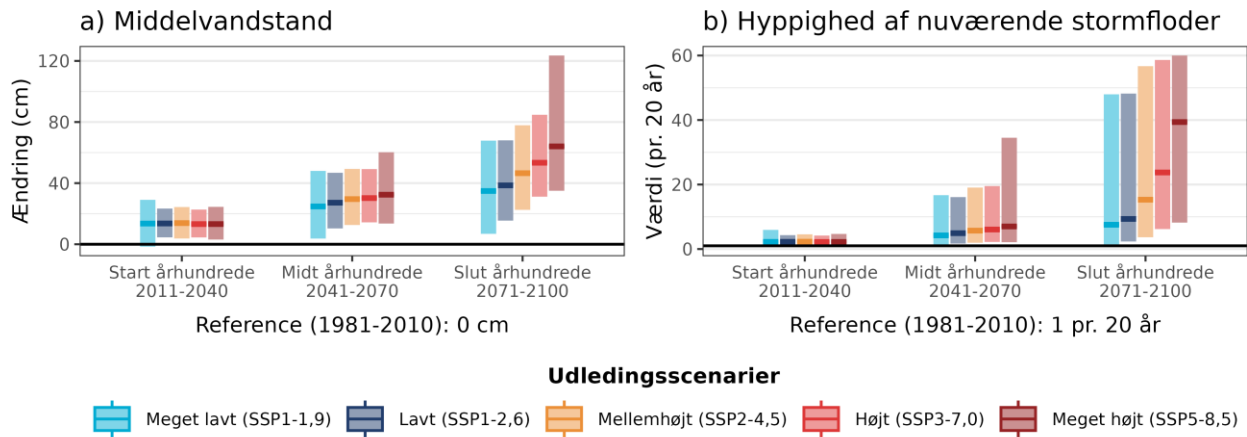 a) Middelvandstand
Ændring (cm)
120
80
40
0
Start århundrede
2011-2040
Midt århundrede
2041-2070
Slut århundrede
2071-2100
Reference (1981-2010): 0 cm
b) Hyppighed af nuværende stormfloder
Værdi (pr. 20 år)
60
40
20
0
Start århundrede
2011-2040
Midt århundrede
2041-2070
Slut århundrede
2071-2100
Reference (1981-2010): 1 pr. 20 år
Udledingsscenarier
Meget lavt (SSP1-1,9)
Lavt (SSP1-2,6)
Mellemhøjt (SSP2-4,5)
Højt (SSP3-7,0)
Meget højt (SSP5-8,5)